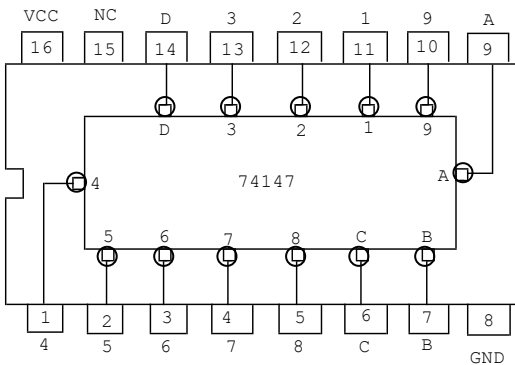 VCC NC D 3 2 1 9 A
16 15 14 13 12 11 10 9
D 3 2 1 9
4 74147 A
5 6 7 8 C B
1 2 3 4 5 6 7 8
4 5 6 7 8 C B GND